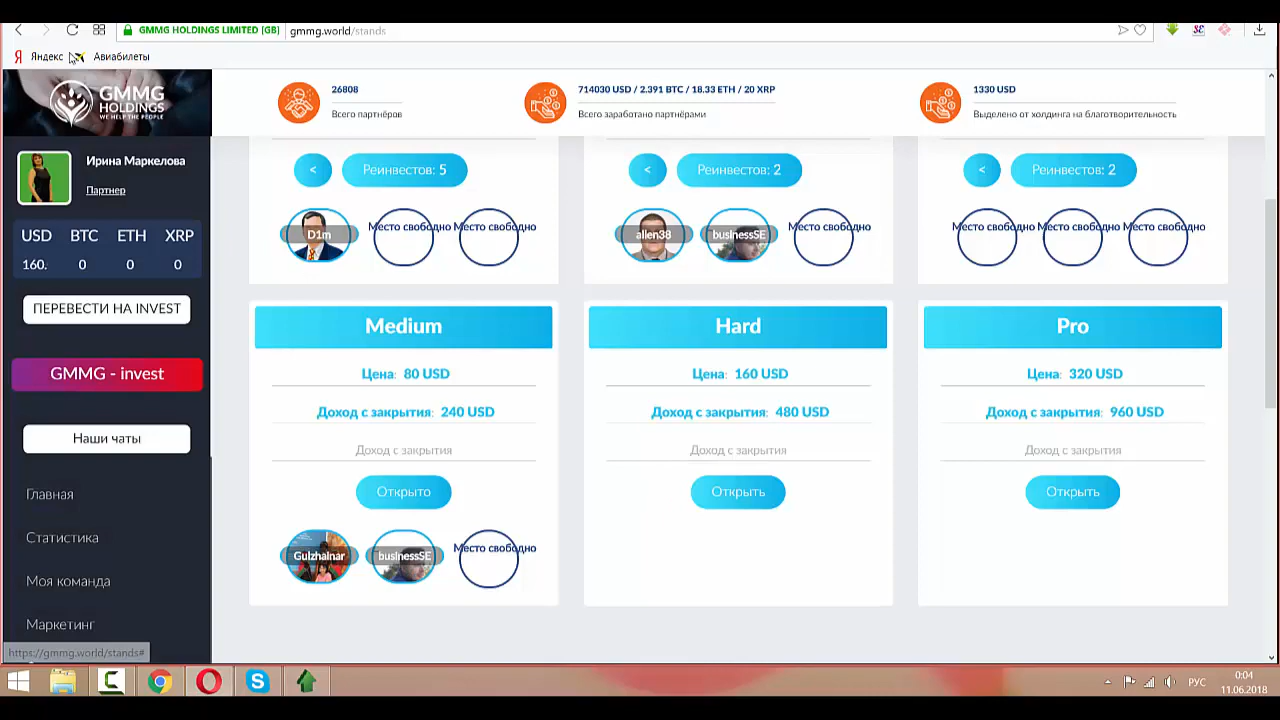 GMMG HOLDINGS LIMITED (GB)
gmmg.world/stands
Яндекс
Авиабилеты
GMMG
HOLDINGS
WE HELP THE PEOPLE
26808
Всего партнёров
714030 USD / 2.391 BTC / 18.33 ETH / 20 XRP
Всего заработано партнёрами
1330 USD
Выделено от холдинга на благотворительность
Ирина Маркелова
Партнер
USD BTC ETH XRP
160. 0 0 0
ПЕРЕВЕСТИ НА INVEST
GMMG - invest
Наши чаты
Главная
Статистика
Моя команда
Маркетинг
< Реинвестов: 5
D1m Место свободно Место свободно
< Реинвестов: 2
allen38 businessSE Место свободно
< Реинвестов: 2
Место свободно Место свободно Место свободно
Medium
Цена: 80 USD
Доход с закрытия: 240 USD
Доход с закрытия
Открыто
Gulzhainar businessSE Место свободно
Hard
Цена: 160 USD
Доход с закрытия: 480 USD
Доход с закрытия
Открыть
Pro
Цена: 320 USD
Доход с закрытия: 960 USD
Доход с закрытия
Открыть
https://gmmg.world/stands#
РУС
0:04
11.06.2018